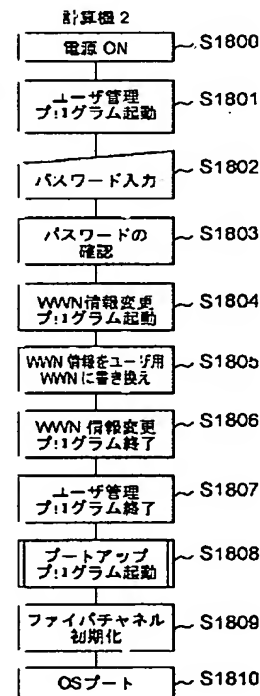 計算機 2
電源 ON
S1800
ユーザ管理
プログラム起動
S1801
パスワード入力
S1802
パスワードの
確認
S1803
WWN情報変更
プログラム起動
S1804
WWN 情報をユーザ用
WWN に書き換え
S1805
WWN 情報変更
プログラム終了
S1806
ユーザ管理
プログラム終了
S1807
ブートアップ
プログラム起動
S1808
ファイバチャネル
初期化
S1809
OSブート
S1810